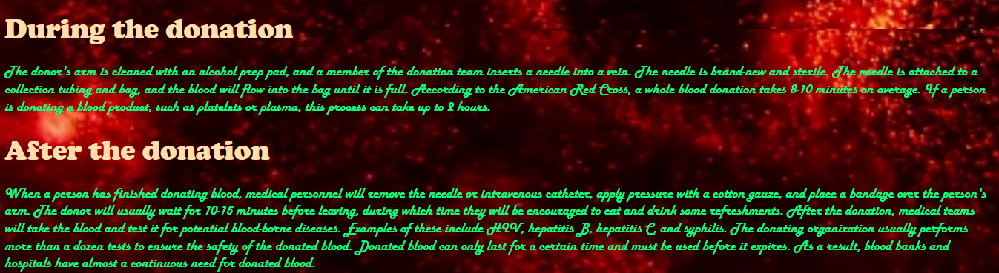 During the donation
The donor's arm is cleaned with an alcohol prep pad, and a member of the donation team inserts a needle into a vein. The needle is brand-new and sterile. The needle is attached to a
collection tubing and bag, and the blood will flow into the bag until it is full. According to the American Red Cross, a whole blood donation takes 8-10 minutes on average. If a person
is donating a blood product, such as platelets or plasma, this process can take up to 2 hours.
After the donation
When a person has finished donating blood, medical personnel will remove the needle or intravenous catheter, apply pressure with a cotton gauze, and place a bandage over the person's
arm. The donor will usually wait for 10-15 minutes before leaving, during which time they will be encouraged to eat and drink some refreshments. After the donation, medical teams
will take the blood and test it for potential blood-borne diseases. Examples of these include HIV, hepatitis B, hepatitis C, and syphilis. The donating organization usually performs
more than a dozen tests to ensure the safety of the donated blood. Donated blood can only last for a certain time and must be used before it expires. As a result, blood banks and
hospitals have almost a continuous need for donated blood.